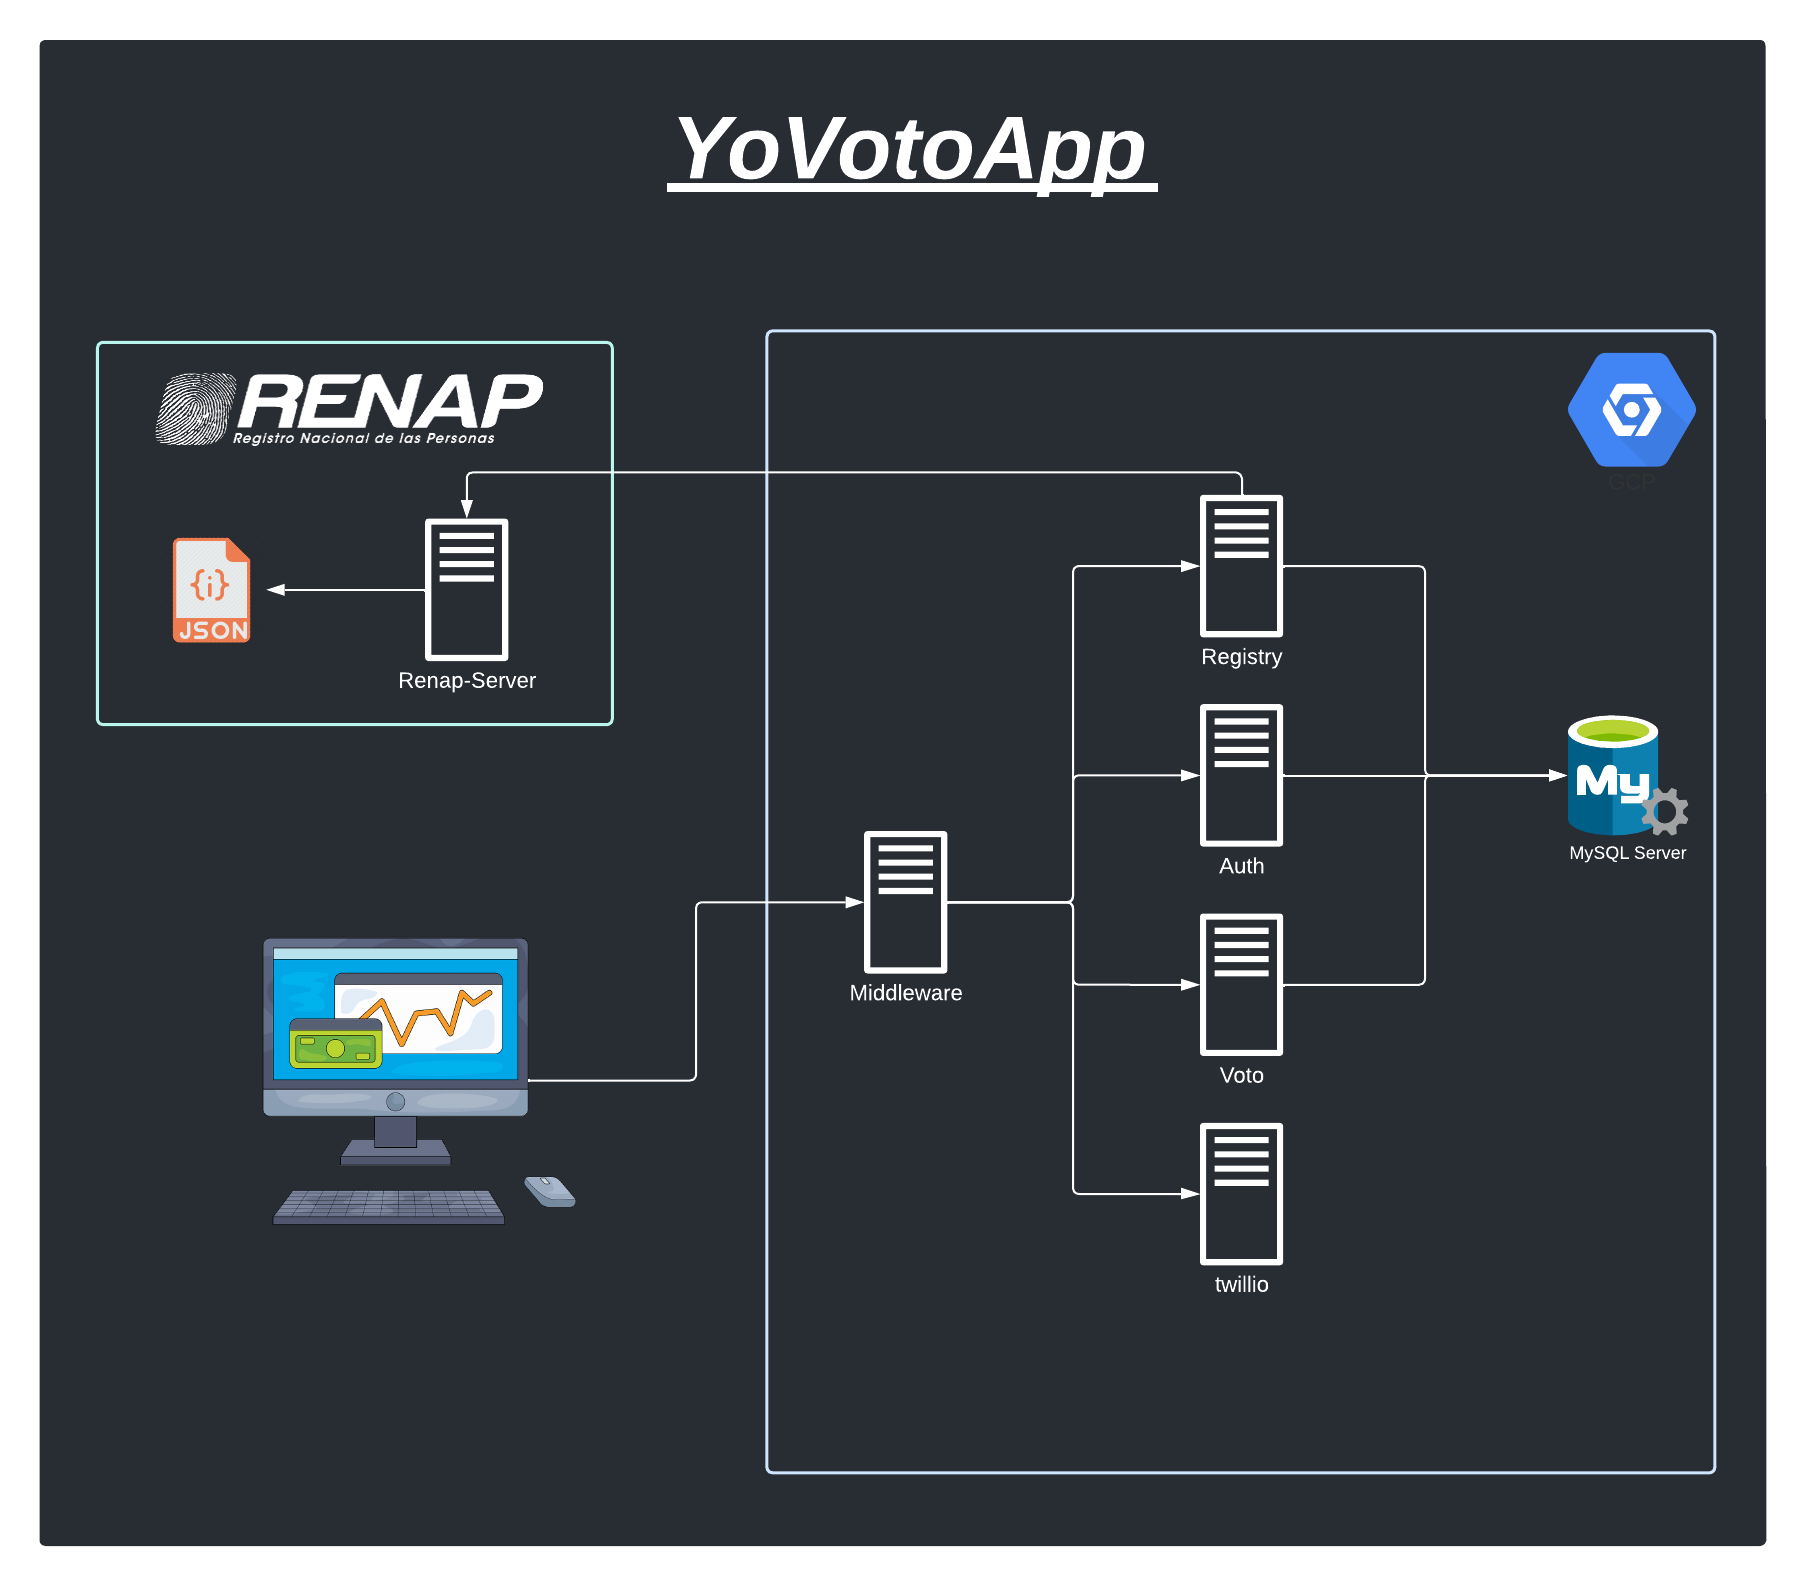 YoVotoApp
RENAP
Registro Nacional de las Personas
GCP
{i}
JSON
Renap-Server
Registry
My
MySQL Server
Auth
Middleware
Voto
twillio